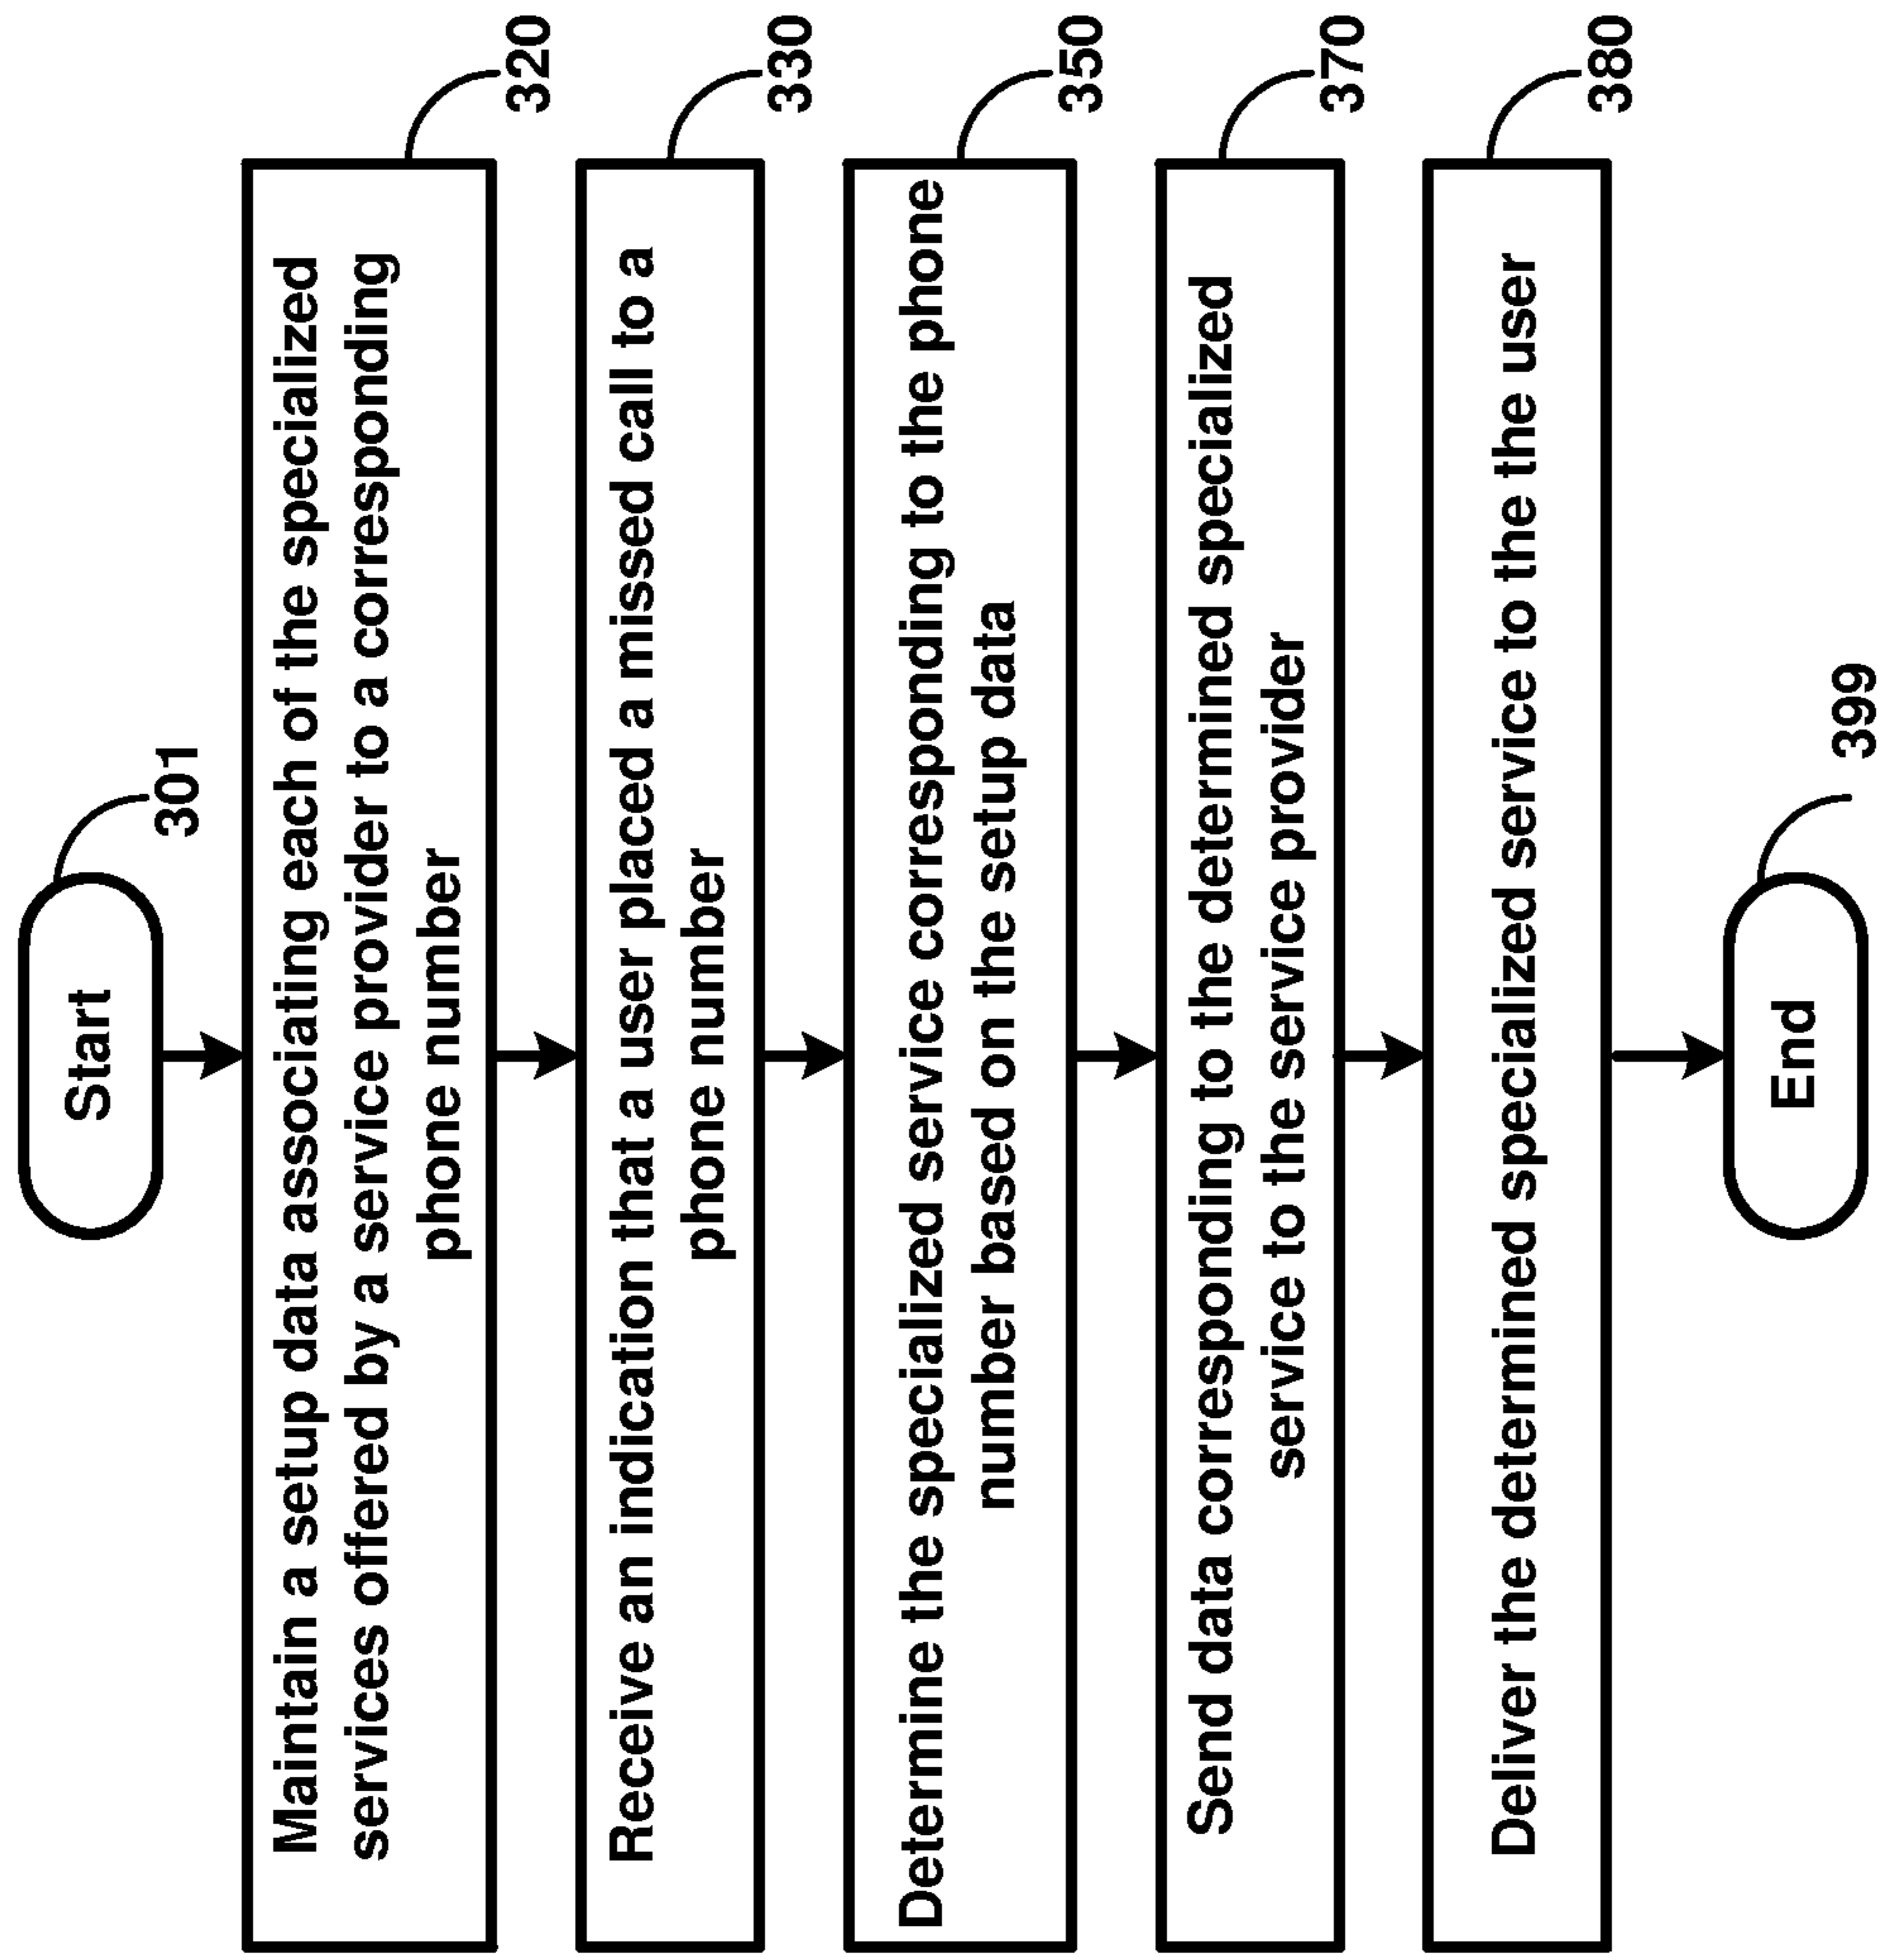 Start
301
Maintain a setup data associating each of the specialized
services offered by a service provider to a corresponding
phone number
320
Receive an indication that a user placed a missed call to a
phone number
330
Determine the specialized service corresponding to the phone
number based on the setup data
350
Send data corresponding to the determined specialized
service to the service provider
370
Deliver the determined specialized service to the the user
380
End
399